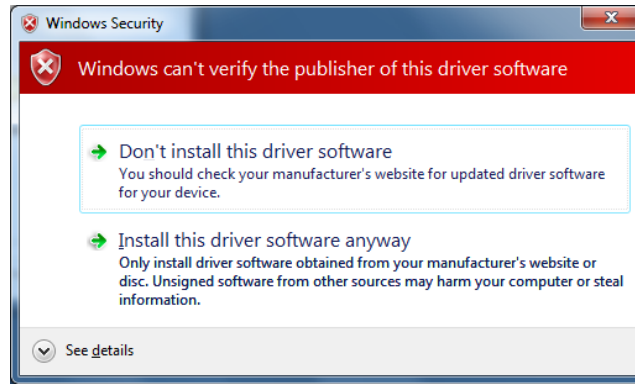 Windows Security
Windows can't verify the publisher of this driver software
Don't install this driver software
You should check your manufacturer's website for updated driver software
for your device.
Install this driver software anyway
Only install driver software obtained from your manufacturer's website or
disc. Unsigned software from other sources may harm your computer or steal
information.
See details